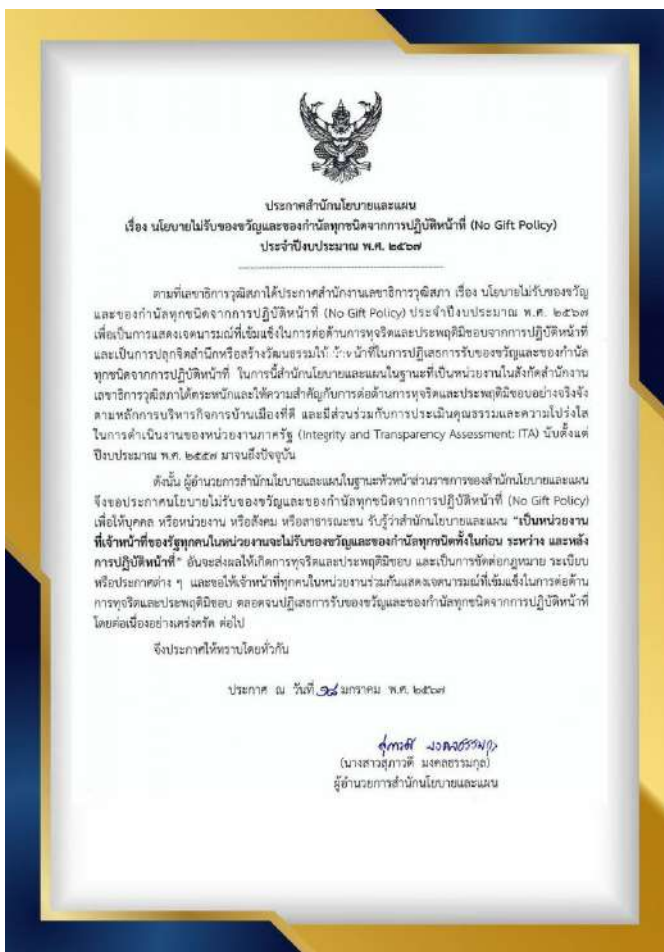 ประกาศสำนักนโยบายและแผน
เรื่อง นโยบายไม่รับของขวัญและของกำนัลทุกชนิดจากการปฏิบัติหน้าที่ (No Gift Policy)
ประจำปีงบประมาณ พ.ศ. ๒๕๖๗
ตามที่เลขาธิการวุฒิสภาได้ประกาศสำนักงานเลขาธิการวุฒิสภา เรื่อง นโยบายไม่รับของขวัญ
และของกำนัลทุกชนิดจากการปฏิบัติหน้าที่ (No Gift Policy) ประจำปีงบประมาณ พ.ศ. ๒๕๖๗
เพื่อเป็นการแสดงเจตนารมณ์ที่เข้มแข็งในการต่อต้านการทุจริตและประพฤติมิชอบจากการปฏิบัติหน้าที่
และเป็นการปลุกจิตสำนึกหรือสร้างวัฒนธรรมให้เจ้าหน้าที่ในการปฏิเสธการรับของขวัญและของกำนัล
ทุกชนิดจากการปฏิบัติหน้าที่ ในการนี้สำนักนโยบายและแผนในฐานะที่เป็นหน่วยงานในสังกัดสำนักงาน
เลขาธิการวุฒิสภาได้ตระหนักและให้ความสำคัญกับการต่อต้านการทุจริตและประพฤติมิชอบอย่างจริงจัง
ตามหลักการบริหารกิจการบ้านเมืองที่ดี และมีส่วนร่วมกับการประเมินคุณธรรมและความโปร่งใส
ในการดำเนินงานของหน่วยงานภาครัฐ (Integrity and Transparency Assessment: ITA) นับตั้งแต่
ปีงบประมาณ พ.ศ. ๒๕๕๗ มาจนถึงปัจจุบัน
ดังนั้น ผู้อำนวยการสำนักนโยบายและแผนในฐานะหัวหน้าส่วนราชการของสำนักนโยบายและแผน
จึงขอประกาศนโยบายไม่รับของขวัญและของกำนัลทุกชนิดจากการปฏิบัติหน้าที่ (No Gift Policy)
เพื่อให้บุคคล หรือหน่วยงาน หรือสังคม หรือสาธารณะชน รับรู้ว่าสำนักนโยบายและแผน "เป็นหน่วยงาน
ที่เจ้าหน้าที่ของรัฐทุกคนในหน่วยงานจะไม่รับของขวัญและของกำนัลทุกชนิดทั้งในก่อน ระหว่าง และหลัง
การปฏิบัติหน้าที่" อันจะส่งผลให้เกิดการทุจริตและประพฤติมิชอบ และเป็นการขัดต่อกฎหมาย ระเบียบ
หรือประกาศต่าง ๆ และขอให้เจ้าหน้าที่ทุกคนในหน่วยงานร่วมกันแสดงเจตนารมณ์ที่เข้มแข็งในการต่อต้าน
การทุจริตและประพฤติมิชอบ ตลอดจนปฏิเสธการรับของขวัญและของกำนัลทุกชนิดจากการปฏิบัติหน้าที่
โดยต่อเนื่องอย่างเคร่งครัด ต่อไป
จึงประกาศให้ทราบโดยทั่วกัน
ประกาศ ณ วันที่ ๑๘ มกราคม พ.ศ. ๒๕๖๗
สุภาวดี มงคลธรรมกุล
(นางสาวสุภาวดี มงคลธรรมกุล)
ผู้อำนวยการสำนักนโยบายและแผน